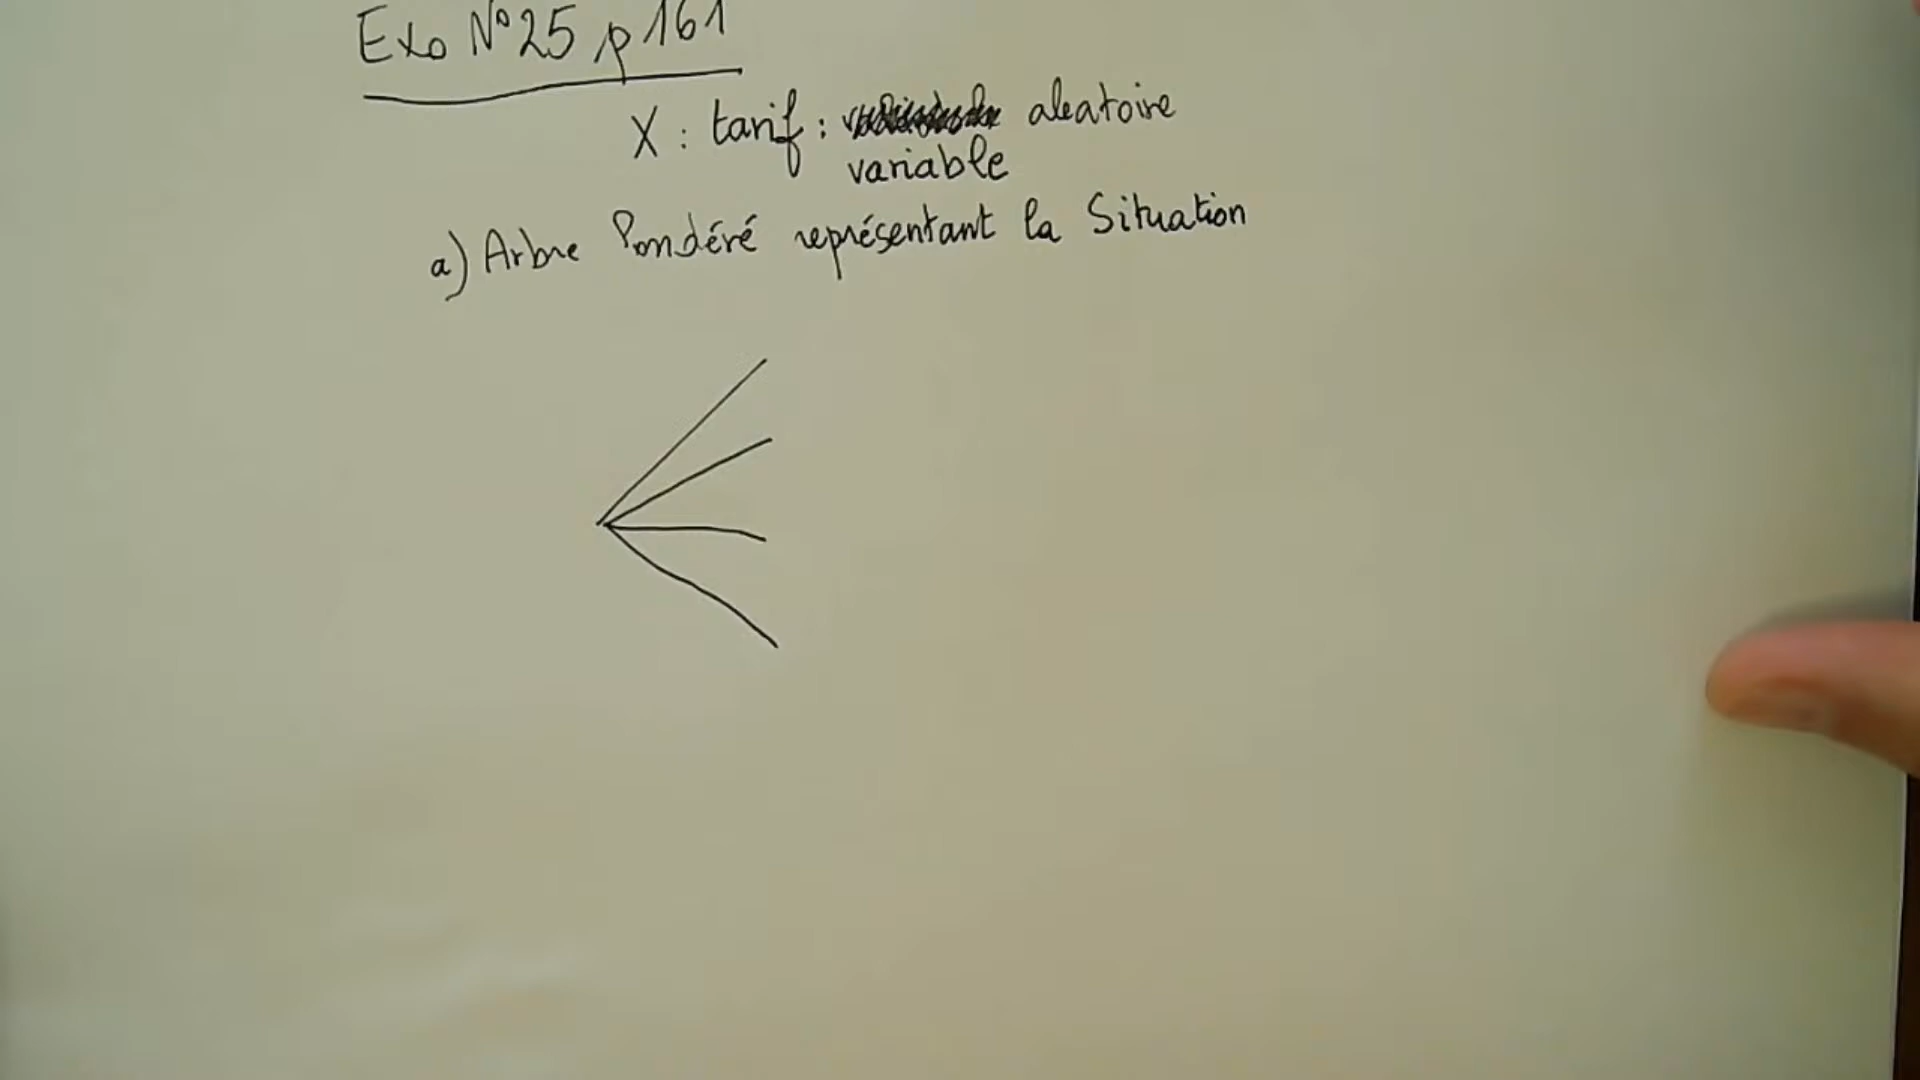 Exo N°25 p 161
X : tarif : aleatoire
variable
a) Arbre Pondéré représentant la Situation